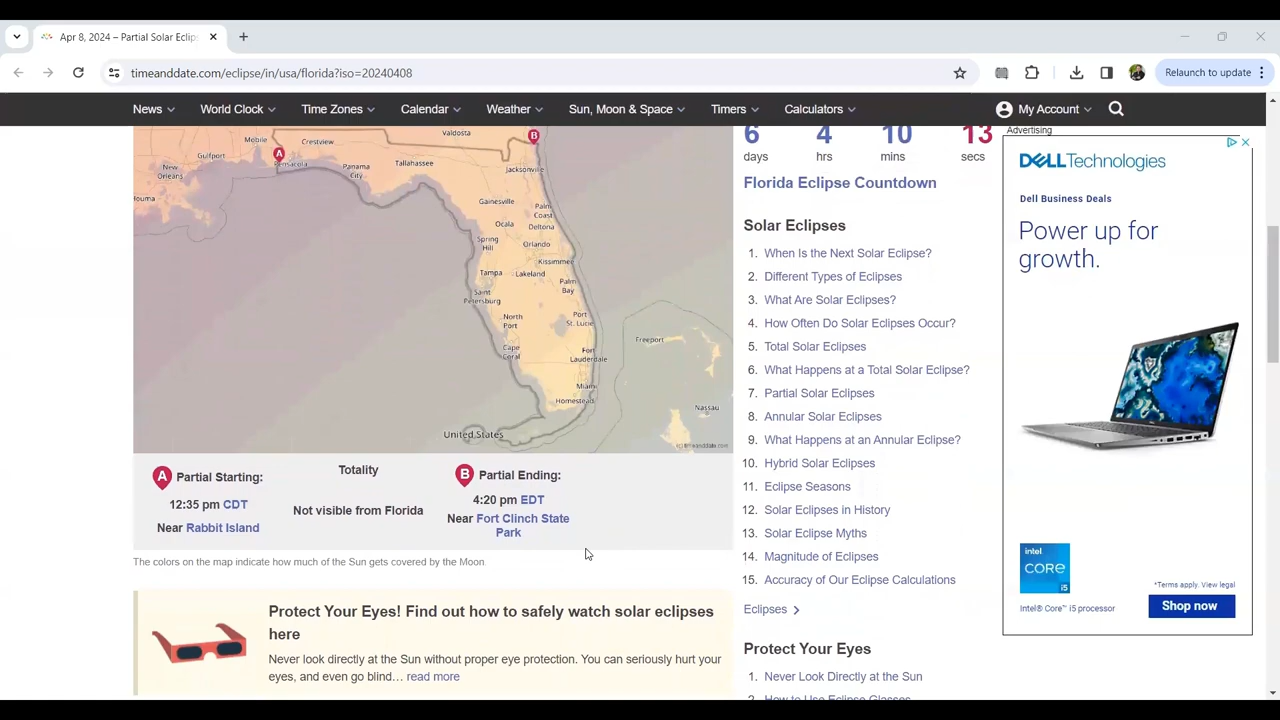 Apr 8, 2024 – Partial Solar Eclips
timeanddate.com/eclipse/in/usa/florida?iso=20240408
Relaunch to update
News
World Clock
Time Zones
Calendar
Weather
Sun, Moon & Space
Timers
Calculators
My Account
Mobile
Crestview
Valdosta
B
A
Gulfport
Pensacola
Tallahassee
Jacksonville
New
Orleans
Panama
City
Houma
Gainesville
Palm
Coast
Ocala
Deltona
Spring
Hill
Orlando
Kissimmee
Tampa
Lakeland
Palm
Bay
Saint
Petersburg
North
Port
Port
St. Lucie
Cape
Coral
Fort
Lauderdale
Freeport
Miami
Homestead
Nassau
United States
(c) timeanddate.com
A Partial Starting:
12:35 pm CDT
Near Rabbit Island
Totality
Not visible from Florida
B Partial Ending:
4:20 pm EDT
Near Fort Clinch State
Park
The colors on the map indicate how much of the Sun gets covered by the Moon.
Protect Your Eyes! Find out how to safely watch solar eclipses
here
Never look directly at the Sun without proper eye protection. You can seriously hurt your
eyes, and even go blind… read more
6 4 10 13
days hrs mins secs
Florida Eclipse Countdown
Solar Eclipses
1. When Is the Next Solar Eclipse?
2. Different Types of Eclipses
3. What Are Solar Eclipses?
4. How Often Do Solar Eclipses Occur?
5. Total Solar Eclipses
6. What Happens at a Total Solar Eclipse?
7. Partial Solar Eclipses
8. Annular Solar Eclipses
9. What Happens at an Annular Eclipse?
10. Hybrid Solar Eclipses
11. Eclipse Seasons
12. Solar Eclipses in History
13. Solar Eclipse Myths
14. Magnitude of Eclipses
15. Accuracy of Our Eclipse Calculations
Eclipses
Protect Your Eyes
1. Never Look Directly at the Sun
2. How to Use Eclipse Glasses
Advertising
DELL Technologies
Dell Business Deals
Power up for
growth.
intel
CORE
i5
Intel® Core™ i5 processor
*Terms apply. View legal
Shop now